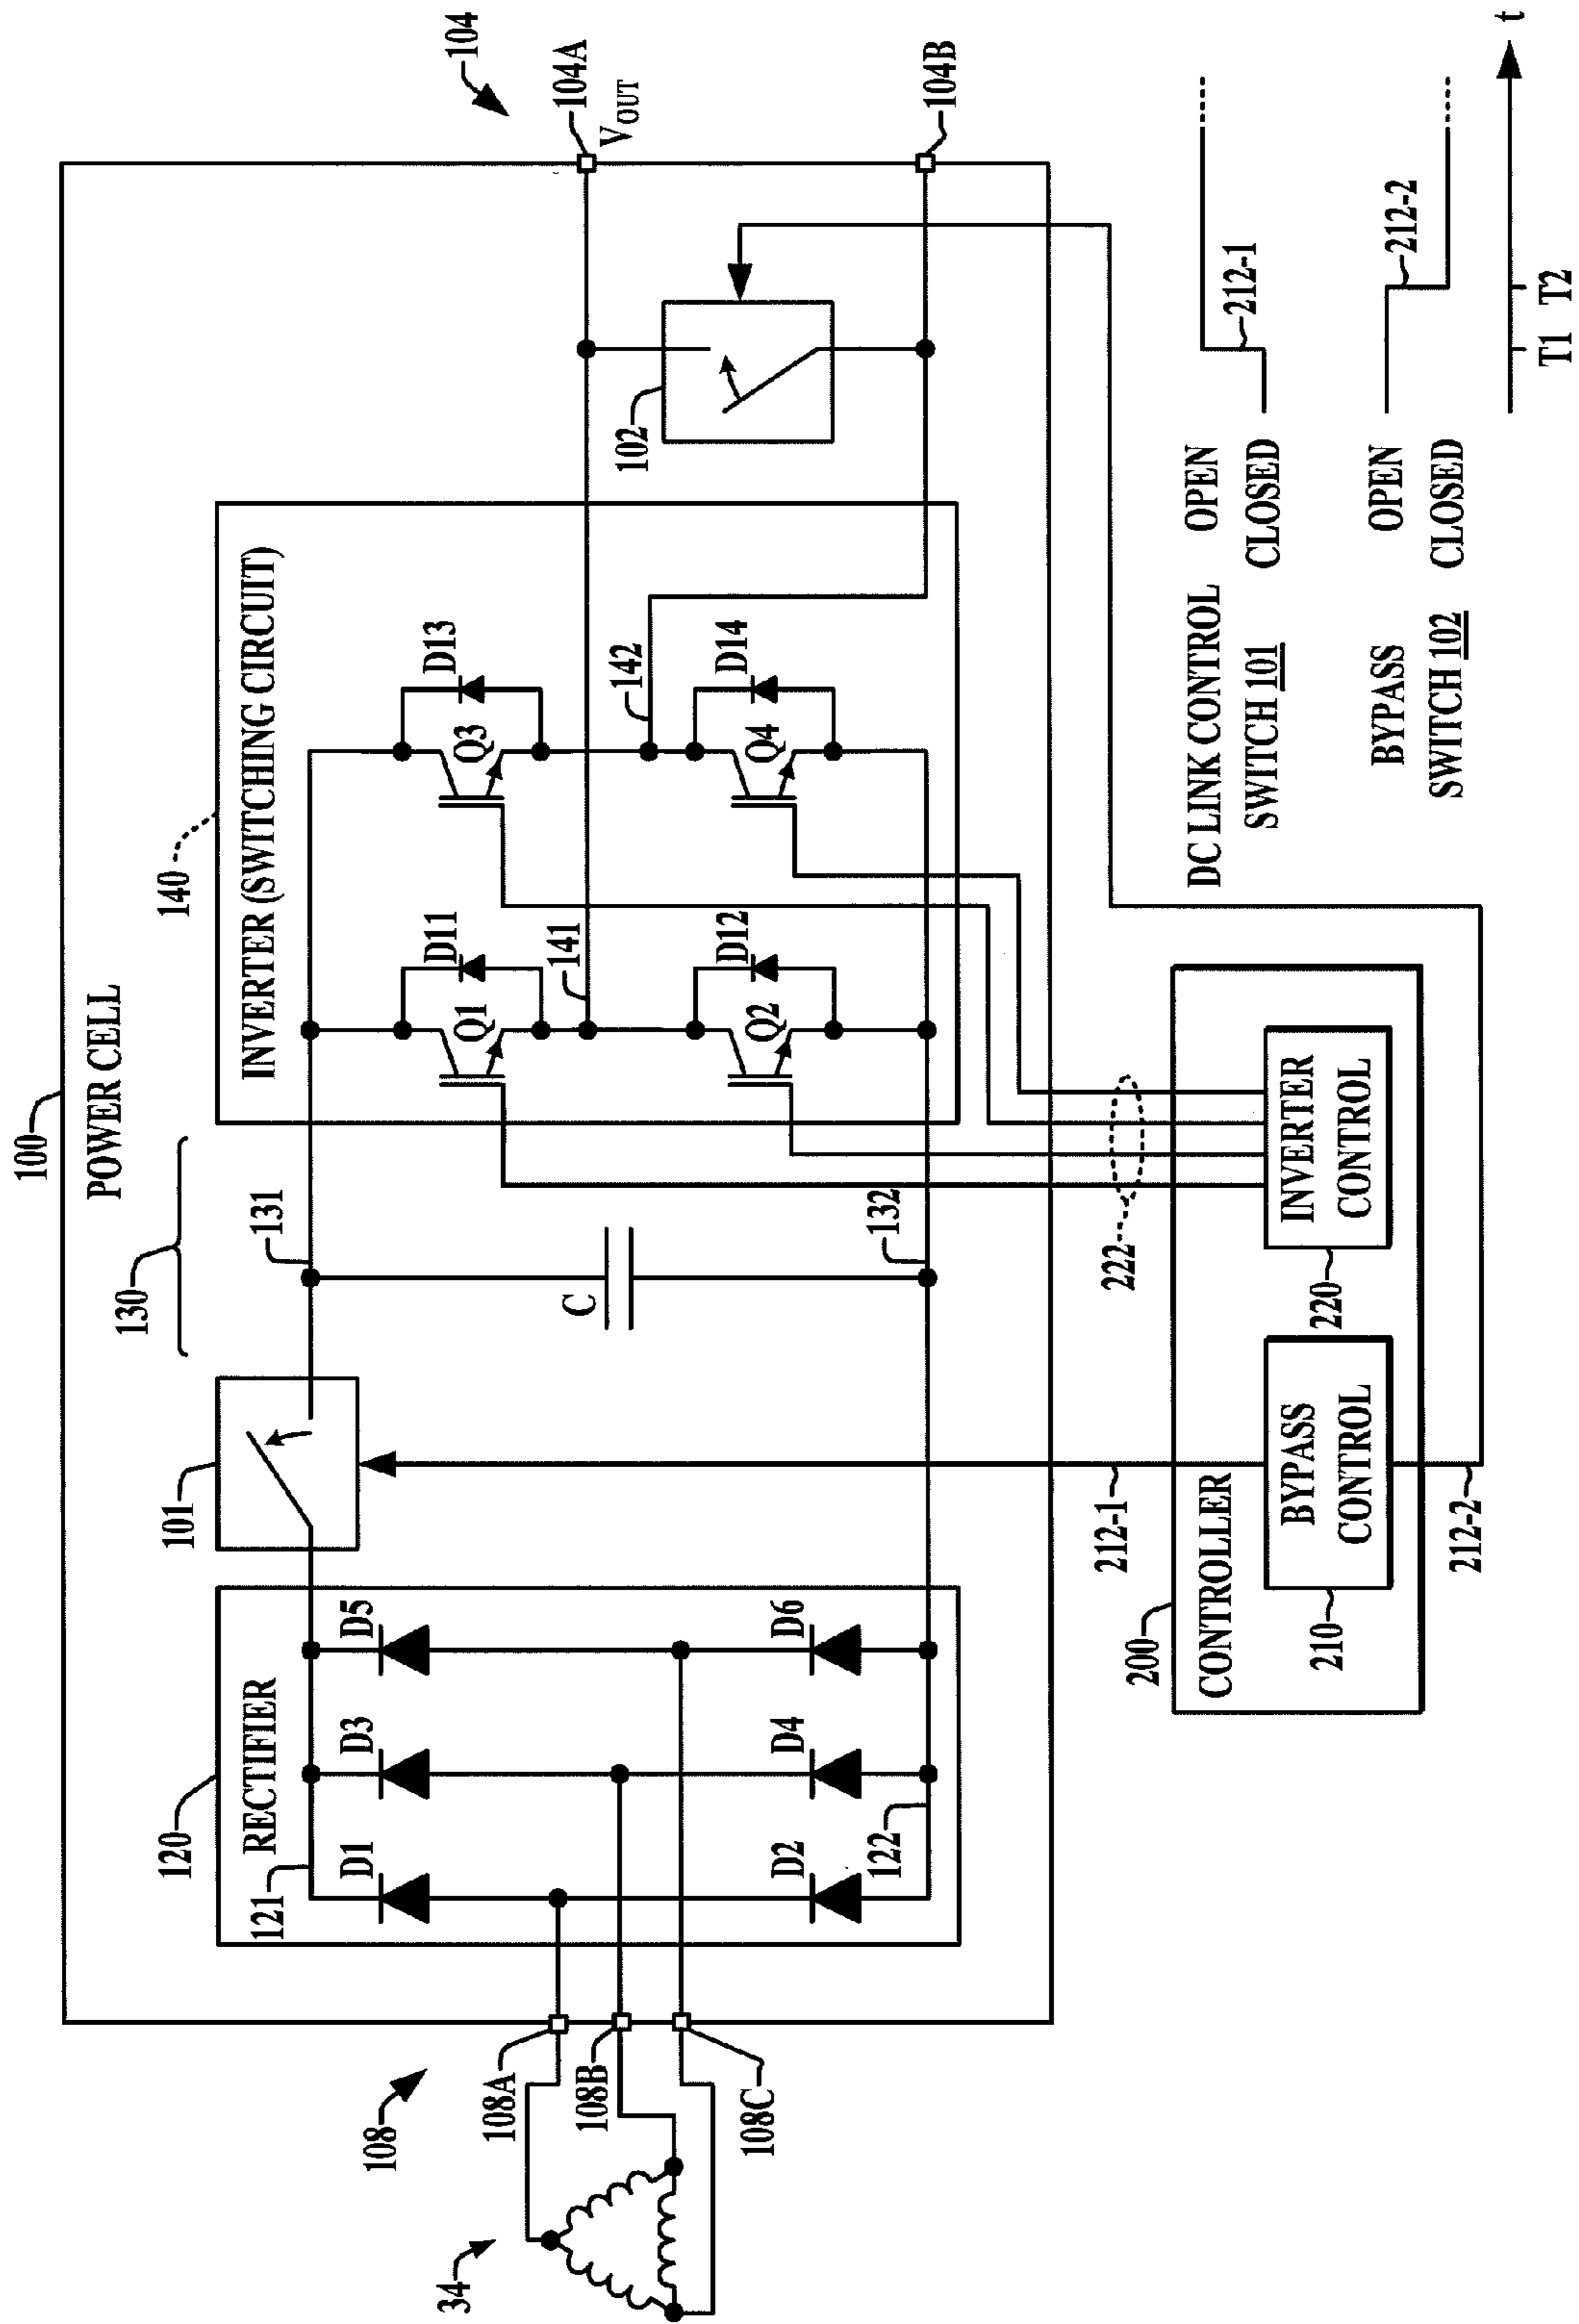 100
POWER CELL
130
140
INVERTER (SWITCHING CIRCUIT)
120
RECTIFIER
101
121
131
D1
D3
D5
Q1
D11
Q3
D13
104
104A
V_OUT
108
108A
108B
108C
34
C
141
142
102
D2
D4
D6
122
132
Q2
D12
Q4
D14
104B
212-1
222
200
CONTROLLER
210
BYPASS
CONTROL
220
INVERTER
CONTROL
212-2
DC LINK CONTROL
SWITCH 101
OPEN
CLOSED
212-1
BYPASS
SWITCH 102
OPEN
CLOSED
212-2
T1
T2
t